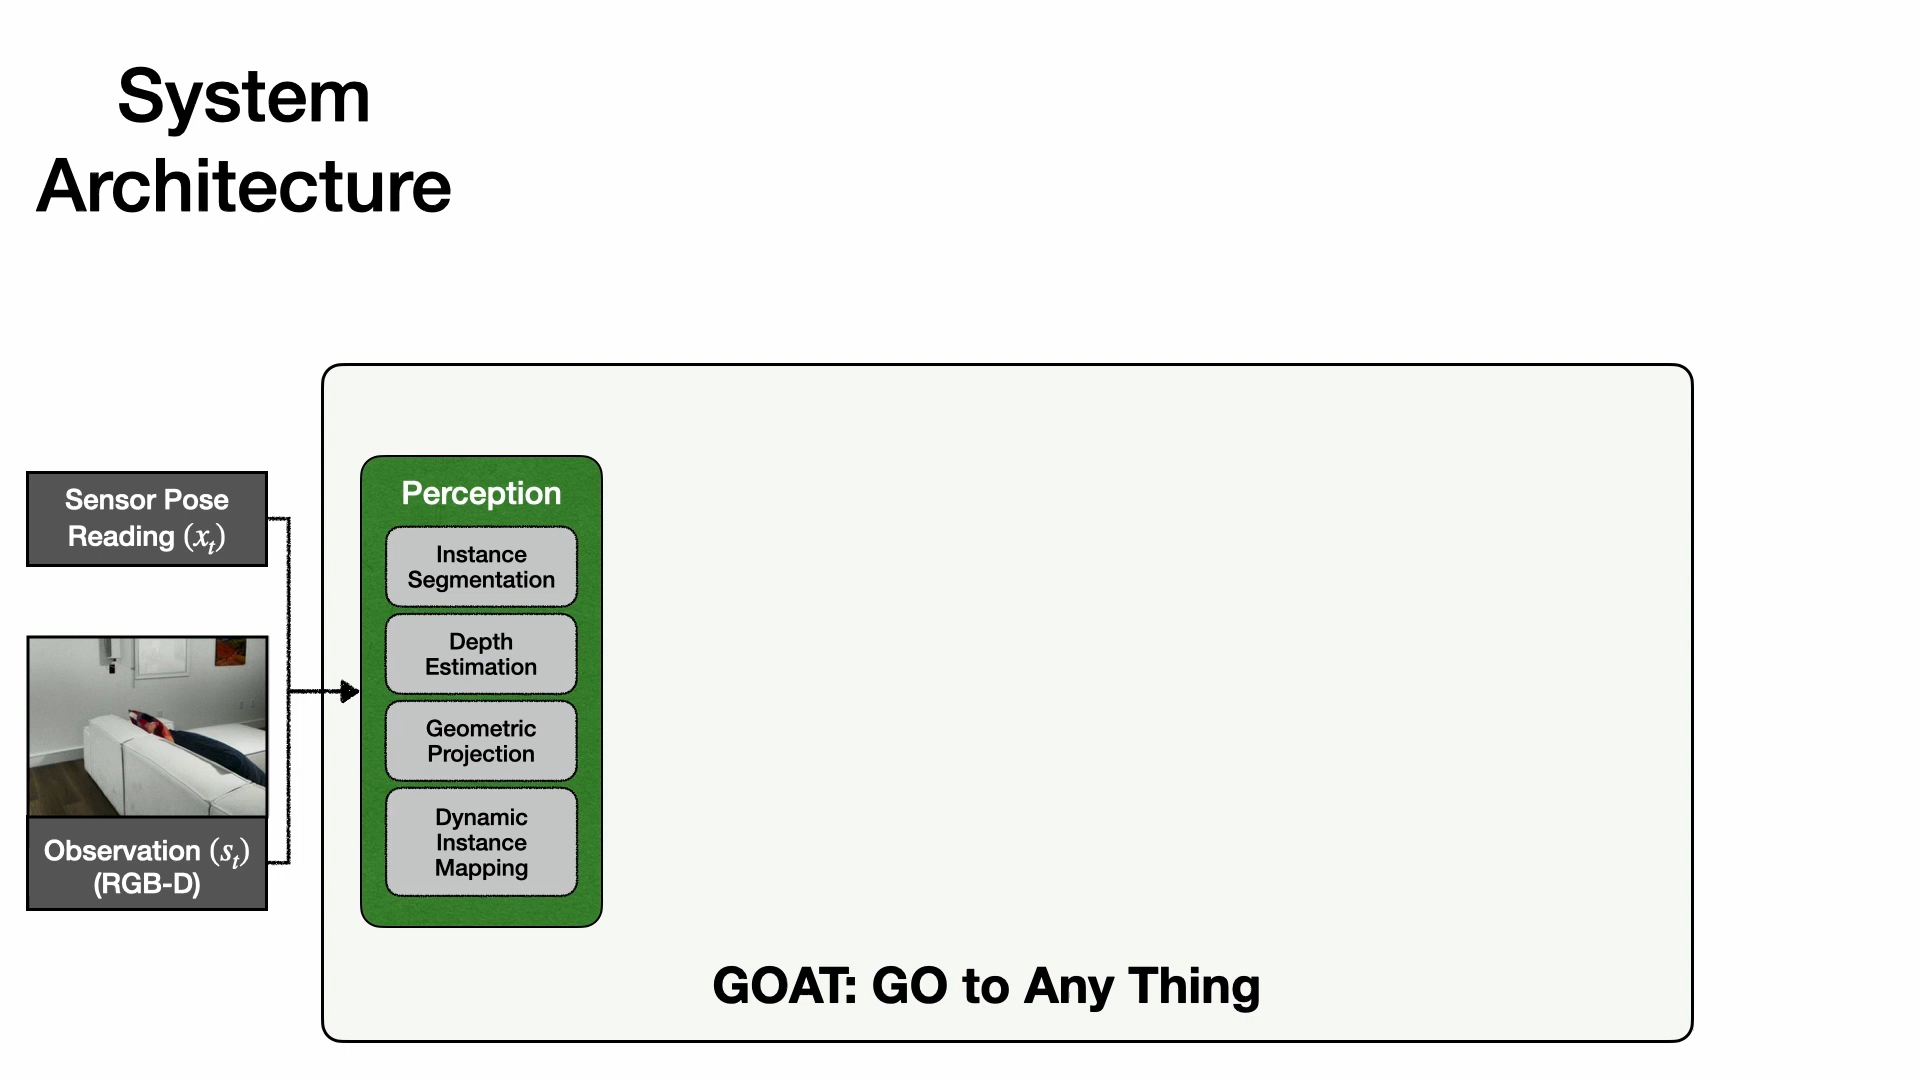 System
Architecture
Sensor Pose
Reading (xₜ)
Observation (sₜ)
(RGB-D)
Perception
Instance
Segmentation
Depth
Estimation
Geometric
Projection
Dynamic
Instance
Mapping
GOAT: GO to Any Thing